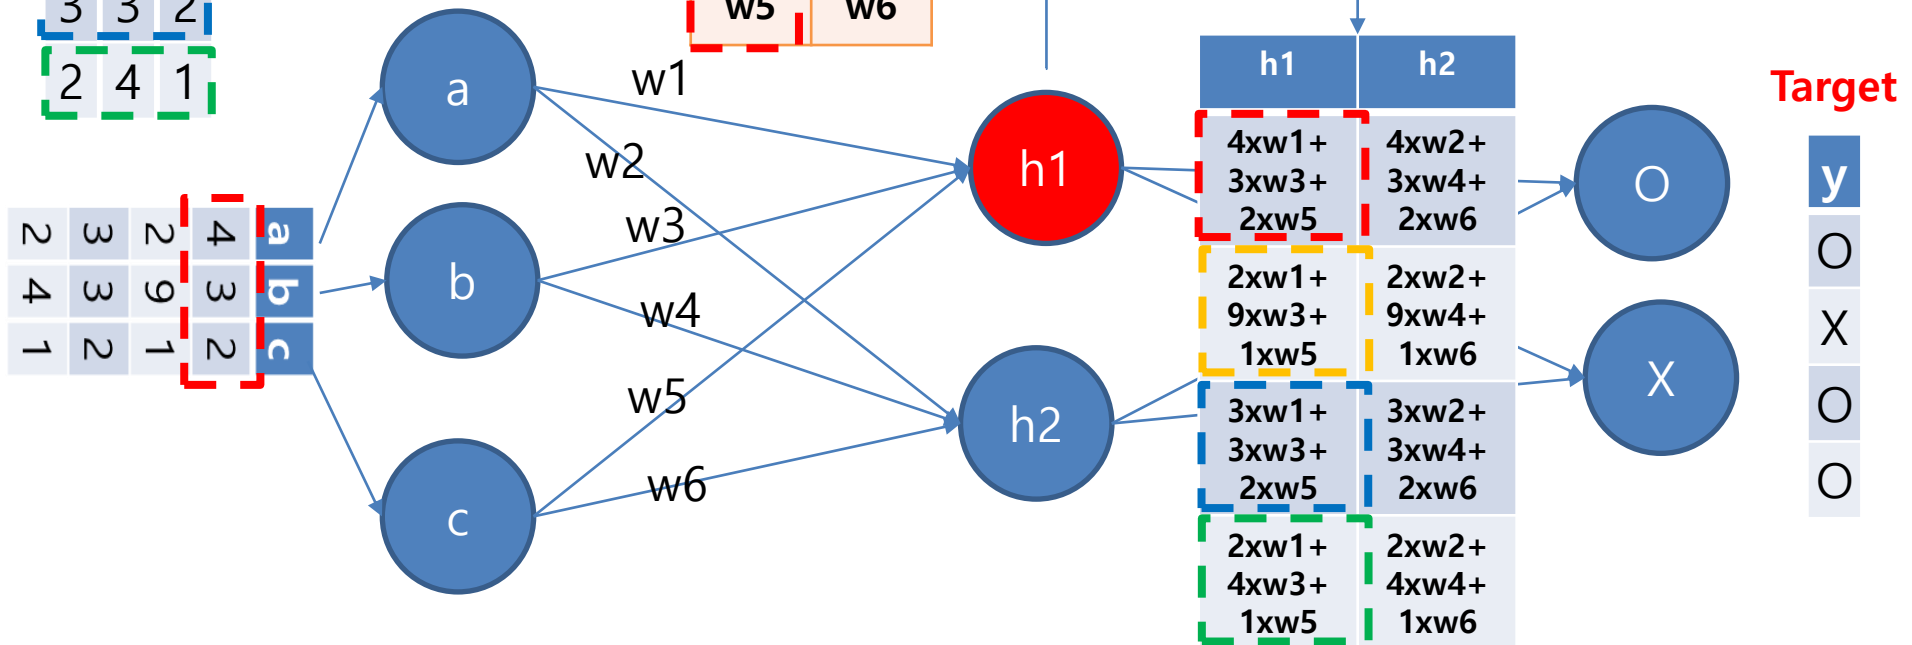 3 3 2
2 4 1
w5 w6
a
w1
w2
w3
b
w4
w5
c
w6
a b c
4 3 2
2 9 1
3 3 2
2 4 1
h1
h2
h1 h2
4xw1+ 4xw2+
3xw3+ 3xw4+
2xw5 2xw6
2xw1+ 2xw2+
9xw3+ 9xw4+
1xw5 1xw6
3xw1+ 3xw2+
3xw3+ 3xw4+
2xw5 2xw6
2xw1+ 2xw2+
4xw3+ 4xw4+
1xw5 1xw6
O
X
Target
y
O
X
O
O